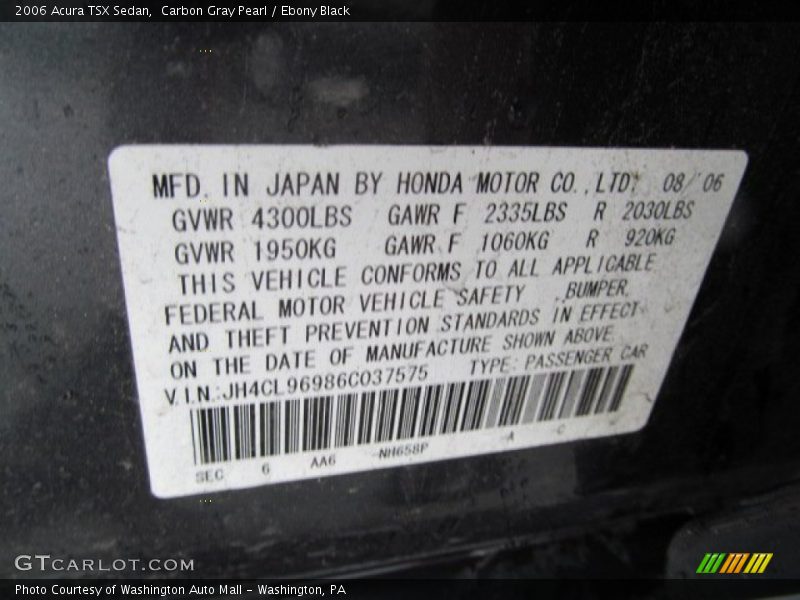 2006 Acura TSX Sedan,  Carbon Gray Pearl / Ebony Black
MFD. IN JAPAN BY HONDA MOTOR CO., LTD. 08/'06
GVWR 4300LBS GAWR F 2335LBS R 2030LBS
GVWR 1950KG GAWR F 1060KG R 920KG
THIS VEHICLE CONFORMS TO ALL APPLICABLE
FEDERAL MOTOR VEHICLE SAFETY ,BUMPER,
AND THEFT PREVENTION STANDARDS IN EFFECT
ON THE DATE OF MANUFACTURE SHOWN ABOVE.
V.I.N.:JH4CL96986C037575 TYPE: PASSENGER CAR
SEC 6 AA6 NH658P A C
GTCARLOT.COM
Photo Courtesy of Washington Auto Mall - Washington, PA